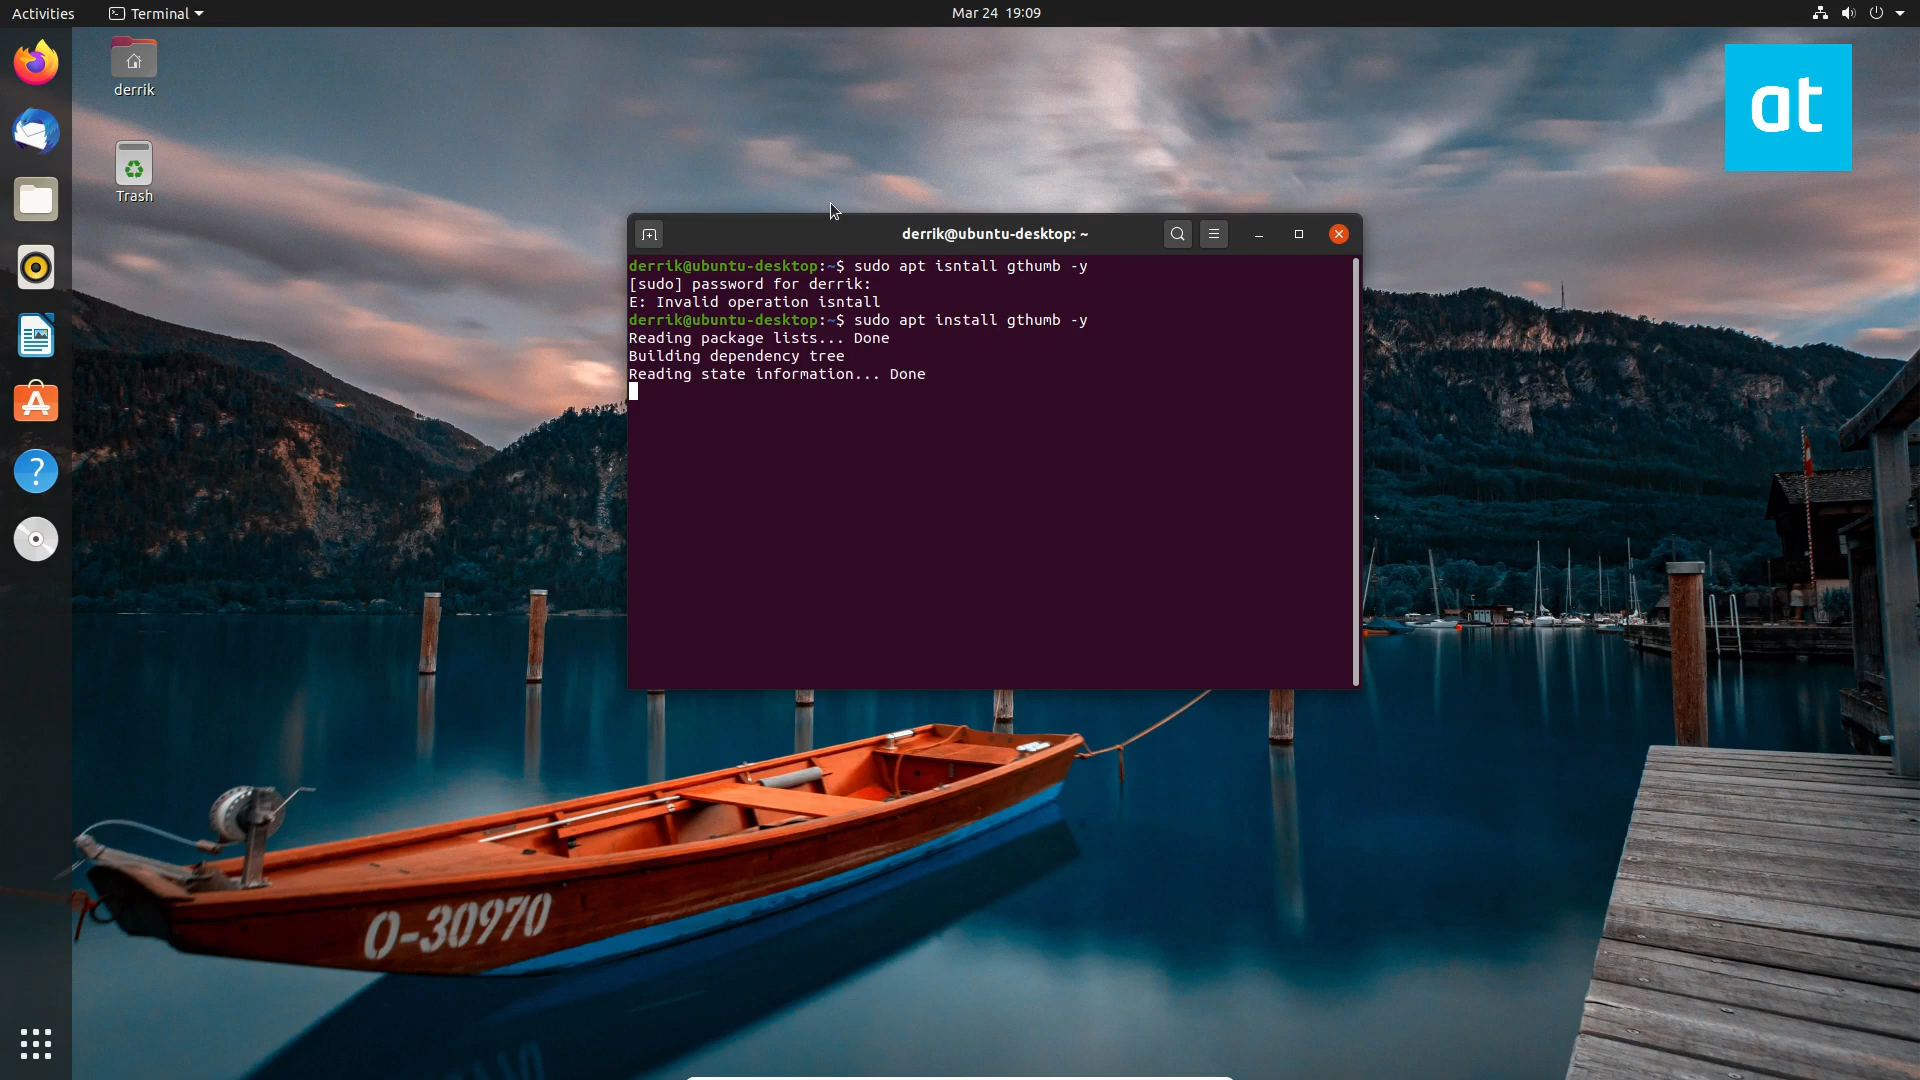 Activities
Terminal
Mar 24 19:09
derrik
Trash
at
derrik@ubuntu-desktop: ~
derrik@ubuntu-desktop:~$ sudo apt isntall gthumb -y
[sudo] password for derrik:
E: Invalid operation isntall
derrik@ubuntu-desktop:~$ sudo apt install gthumb -y
Reading package lists... Done
Building dependency tree
Reading state information... Done
O-30970